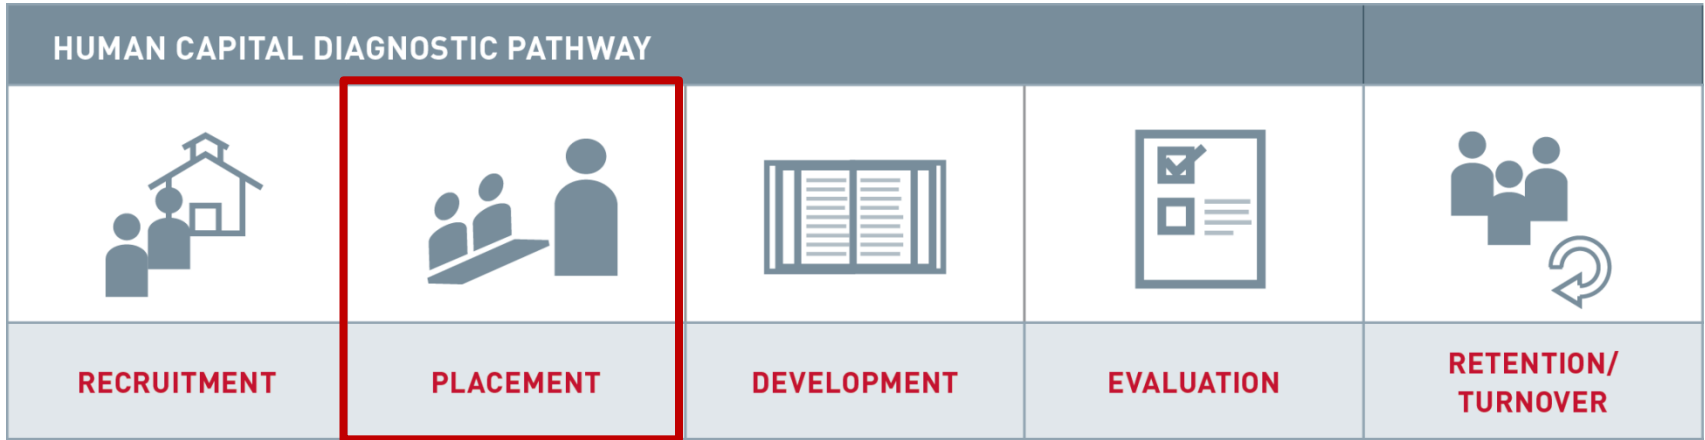 HUMAN CAPITAL DIAGNOSTIC PATHWAY
RECRUITMENT
PLACEMENT
DEVELOPMENT
EVALUATION
RETENTION/
TURNOVER